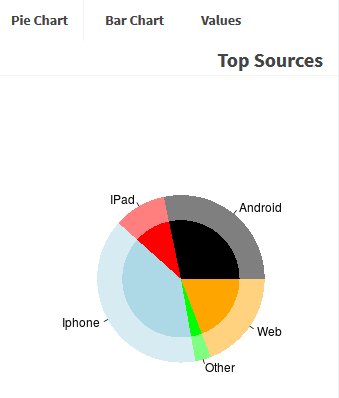 Pie Chart Bar Chart Values
Top Sources
IPad
Android
Iphone
Web
Other